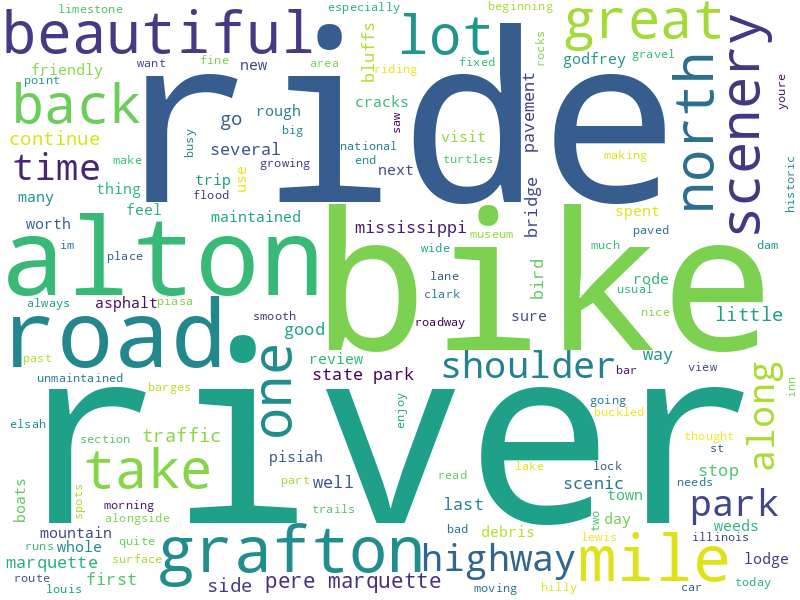 limestone
especially
beginning
beautiful
lot
great
scenery
ride
friendly
want
new
fine
area
bluffs
riding
fixed
rocks
godfrey
gravel
point
back
north
youre
continue
busy
rough
go
big
cracks
saw
pavement
visit
several
national
time
make
growing
end
next
turtles
making
trip
use
thing
flood
many
feel
maintained
mississippi
museum
bridge
spent
paved
historic
worth
im
place
alton
bike
wide
much
dam
lane
clark
bird
rode
usual
nice
always
asphalt
piasa
road
smooth
good
roadway
sure
little
past
one
review
state park
shoulder
way
bar
view
unmaintained
river
along
inn
barges
enjoy
going
buckled
elsah
section
traffic
thought
st
take
pisiah
part
well
read
lake
lock
scenic
needs
stop
boats
spots
morning
trails
last
town
park
alongside
two
day
weeds
mountain
bad
debris
runs
whole
quite
grafton
highway
lewis
illinois
mile
marquette
surface
lodge
route
first
side
pere marquette
louis
moving
hilly
car
today